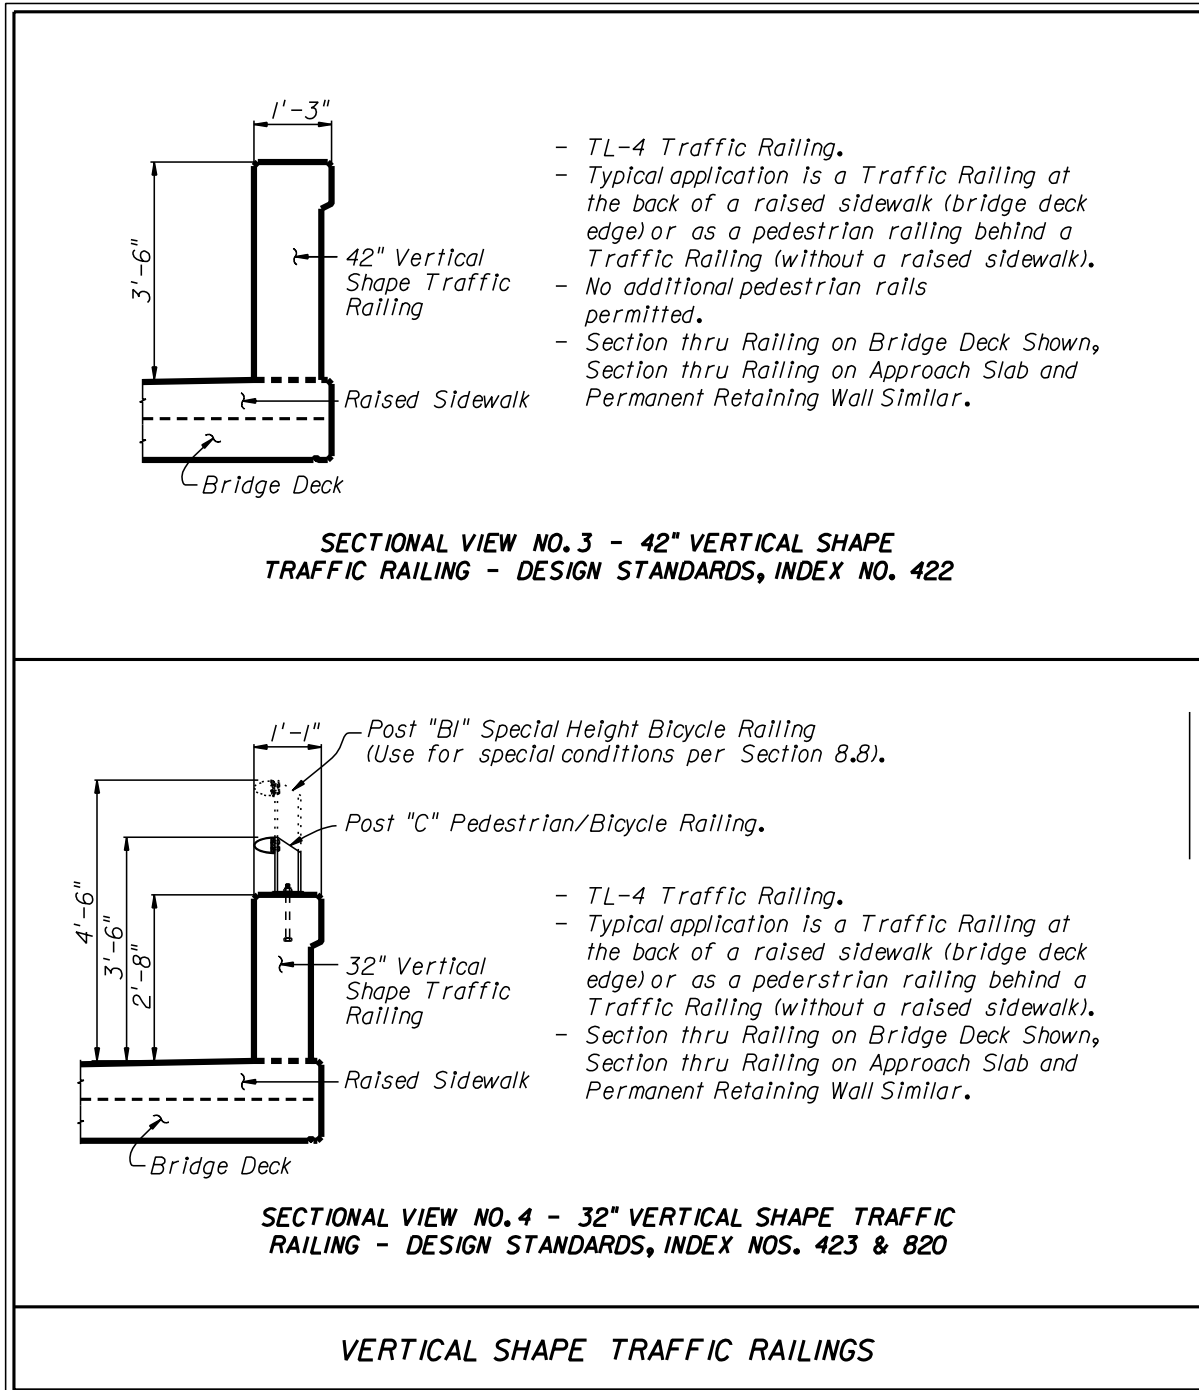 1'-3"
3'-6"
42" Vertical
Shape Traffic
Railing
Raised Sidewalk
Bridge Deck
- TL-4 Traffic Railing.
- Typical application is a Traffic Railing at
the back of a raised sidewalk (bridge deck
edge) or as a pedestrian railing behind a
Traffic Railing (without a raised sidewalk).
- No additional pedestrian rails
permitted.
- Section thru Railing on Bridge Deck Shown,
Section thru Railing on Approach Slab and
Permanent Retaining Wall Similar.
SECTIONAL VIEW NO. 3 - 42" VERTICAL SHAPE
TRAFFIC RAILING - DESIGN STANDARDS, INDEX NO. 422
1'-1"
Post "B1" Special Height Bicycle Railing
(Use for special conditions per Section 8.8).
Post "C" Pedestrian/Bicycle Railing.
4'-6"
3'-6"
2'-8"
32" Vertical
Shape Traffic
Railing
Raised Sidewalk
Bridge Deck
- TL-4 Traffic Railing.
- Typical application is a Traffic Railing at
the back of a raised sidewalk (bridge deck
edge) or as a pederstrian railing behind a
Traffic Railing (without a raised sidewalk).
- Section thru Railing on Bridge Deck Shown,
Section thru Railing on Approach Slab and
Permanent Retaining Wall Similar.
SECTIONAL VIEW NO. 4 - 32" VERTICAL SHAPE TRAFFIC
RAILING - DESIGN STANDARDS, INDEX NOS. 423 & 820
VERTICAL SHAPE TRAFFIC RAILINGS